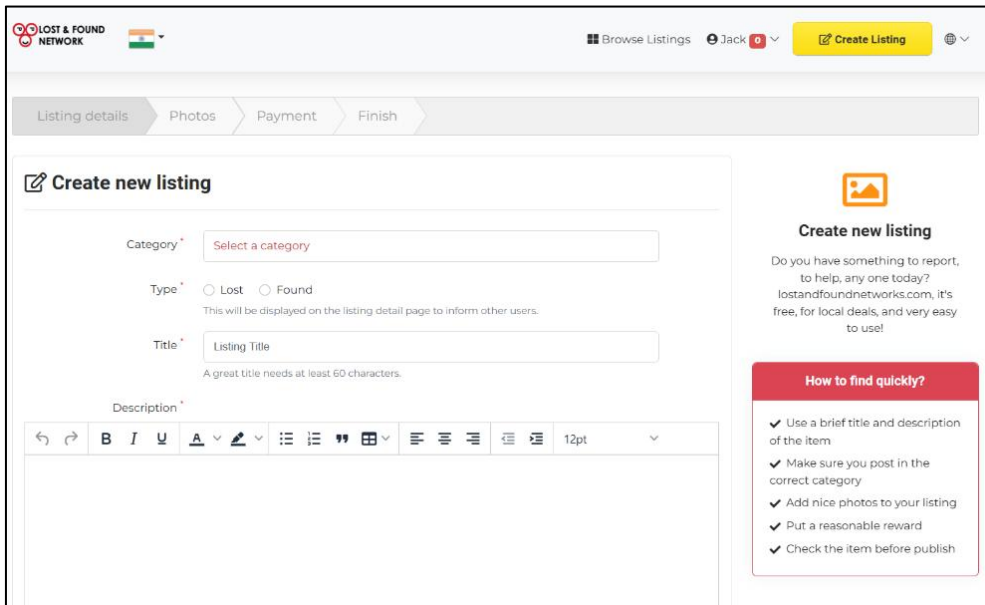 LOST & FOUND
NETWORK
Browse Listings Jack 0 Create Listing
Listing details Photos Payment Finish
Create new listing
Category * Select a category
Type * Lost Found
This will be displayed on the listing detail page to inform other users.
Title * Listing Title
A great title needs at least 60 characters.
Description *
B I U A 12pt
Create new listing
Do you have something to report,
to help, any one today?
lostandfoundnetworks.com, it's
free, for local deals, and very easy
to use!
How to find quickly?
✔ Use a brief title and description
of the item
✔ Make sure you post in the
correct category
✔ Add nice photos to your listing
✔ Put a reasonable reward
✔ Check the item before publish